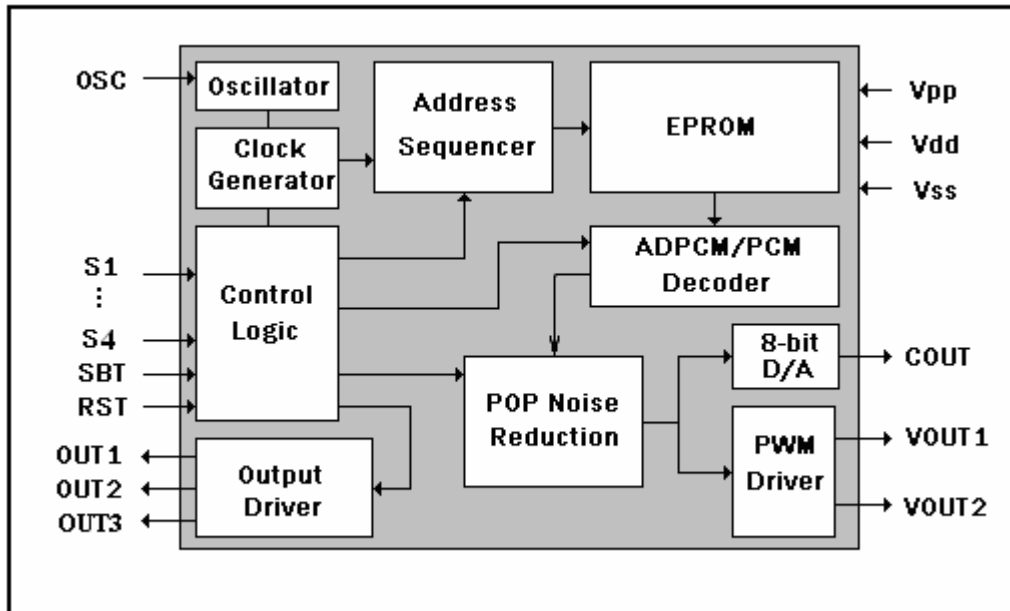 OSC
Oscillator
Clock
Generator
Address
Sequencer
EPROM
Vpp
Vdd
Vss
S1
⋮
S4
SBT
RST
Control
Logic
ADPCM/PCM
Decoder
8-bit
D/A
COUT
POP Noise
Reduction
PWM
Driver
VOUT1
VOUT2
OUT1
OUT2
OUT3
Output
Driver